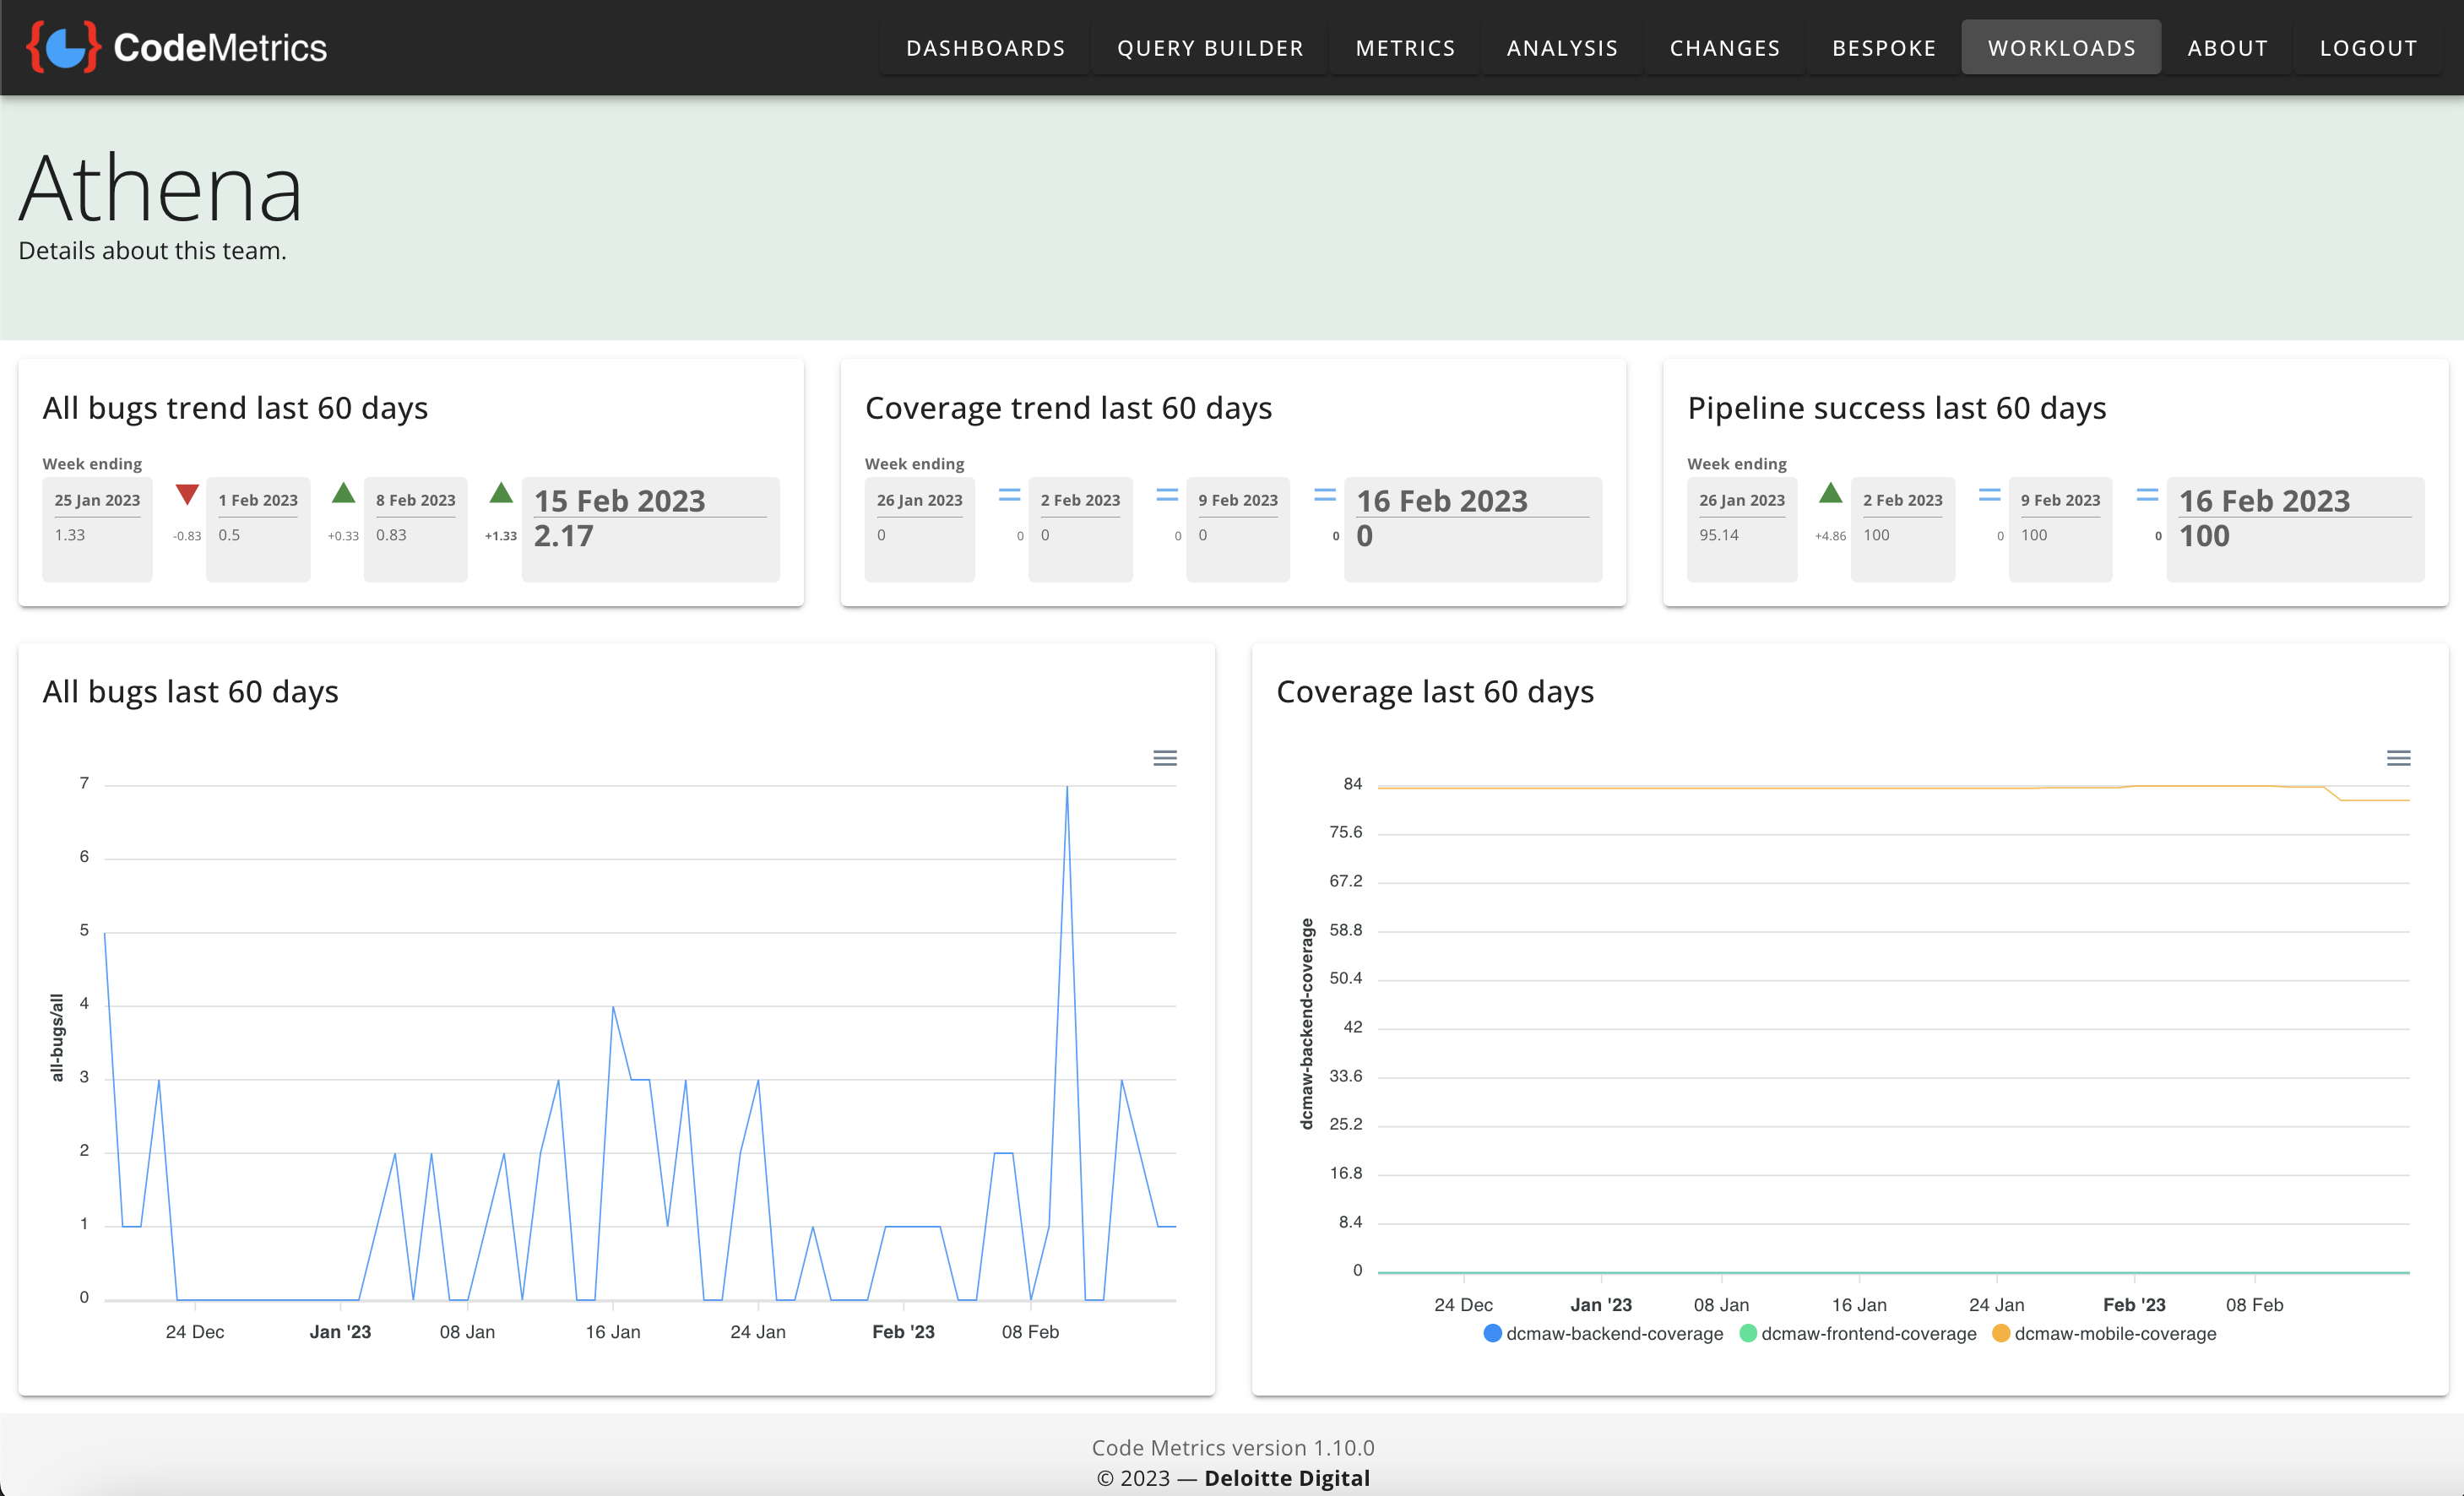 CodeMetrics
DASHBOARDS QUERY BUILDER METRICS ANALYSIS CHANGES BESPOKE WORKLOADS ABOUT LOGOUT
Athena
Details about this team.
All bugs trend last 60 days
Week ending
25 Jan 2023 1 Feb 2023 8 Feb 2023 15 Feb 2023
1.33 -0.83 0.5 +0.33 0.83 +1.33 2.17
Coverage trend last 60 days
Week ending
26 Jan 2023 = 2 Feb 2023 = 9 Feb 2023 = 16 Feb 2023
0 0 0 0 0 0 0
Pipeline success last 60 days
Week ending
26 Jan 2023 2 Feb 2023 = 9 Feb 2023 = 16 Feb 2023
95.14 +4.86 100 0 100 0 100
All bugs last 60 days
7
6
5
4
3
2
1
0
all-bugs/all
24 Dec Jan '23 08 Jan 16 Jan 24 Jan Feb '23 08 Feb
Coverage last 60 days
84
75.6
67.2
58.8
50.4
42
33.6
25.2
16.8
8.4
0
dcmaw-backend-coverage
24 Dec Jan '23 08 Jan 16 Jan 24 Jan Feb '23 08 Feb
dcmaw-backend-coverage dcmaw-frontend-coverage dcmaw-mobile-coverage
Code Metrics version 1.10.0
© 2023 — Deloitte Digital